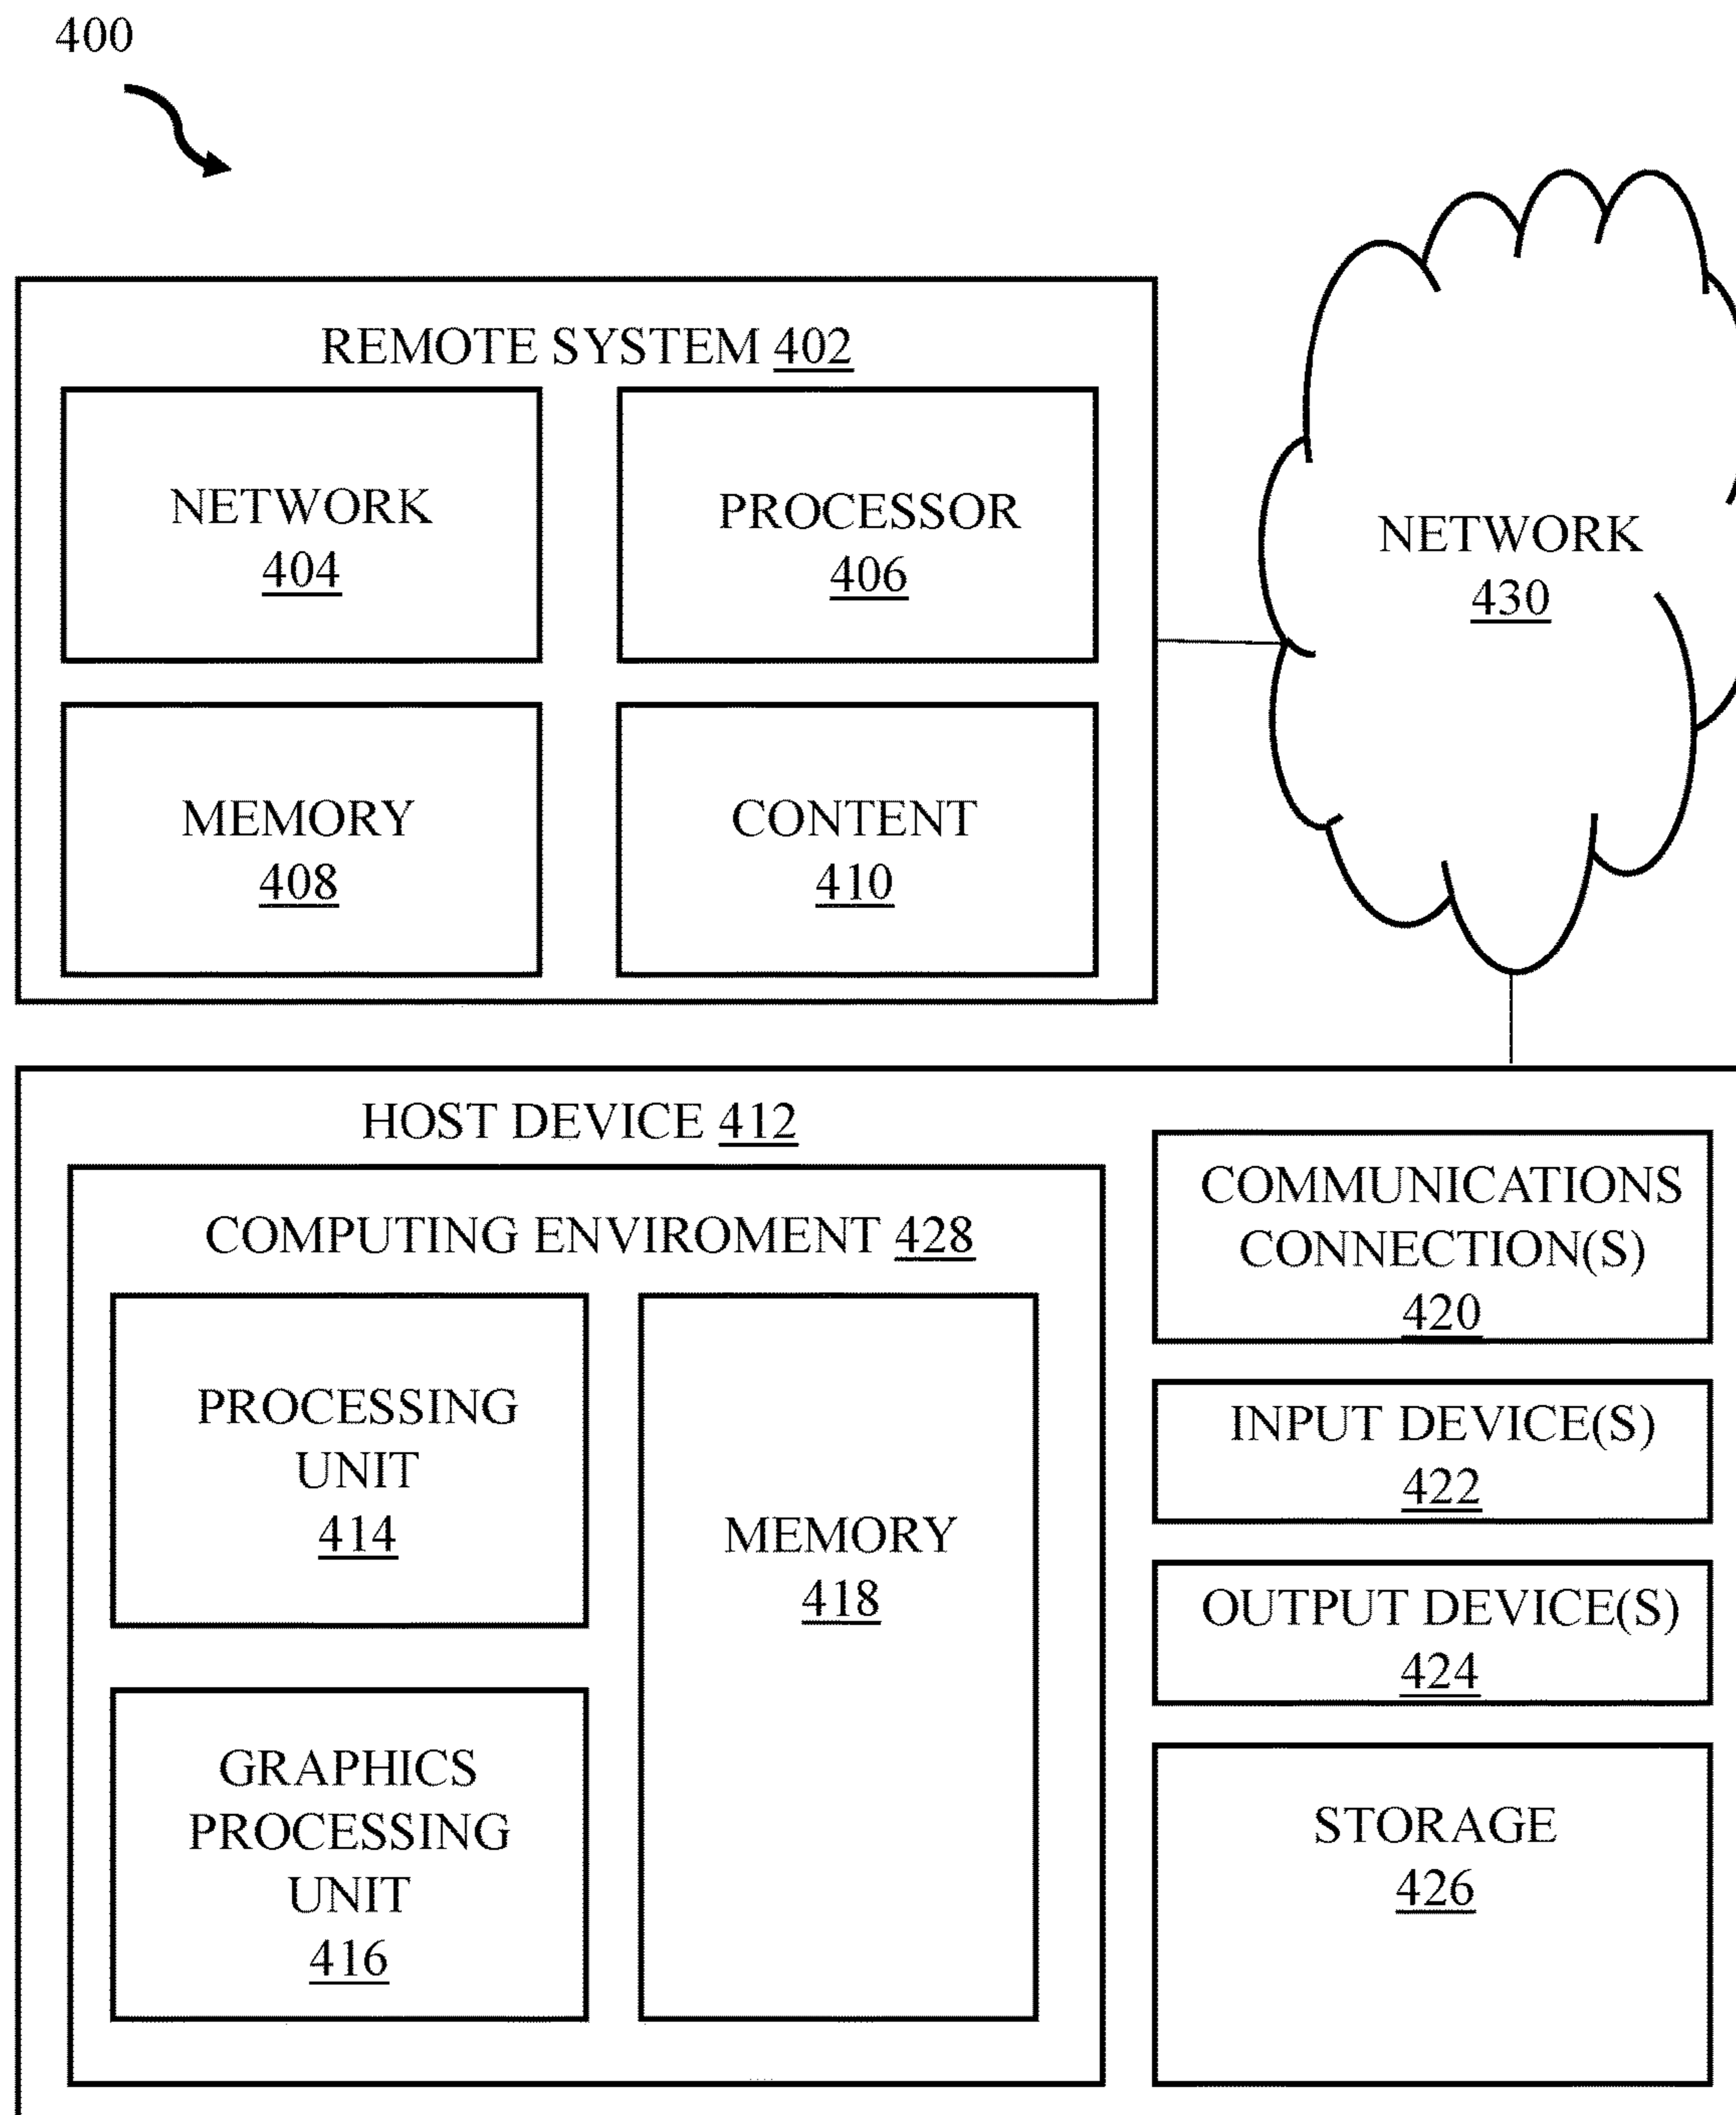 400
REMOTE SYSTEM 402
NETWORK
404
PROCESSOR
406
MEMORY
408
CONTENT
410
NETWORK
430
HOST DEVICE 412
COMPUTING ENVIROMENT 428
PROCESSING
UNIT
414
GRAPHICS
PROCESSING
UNIT
416
MEMORY
418
COMMUNICATIONS
CONNECTION(S)
420
INPUT DEVICE(S)
422
OUTPUT DEVICE(S)
424
STORAGE
426